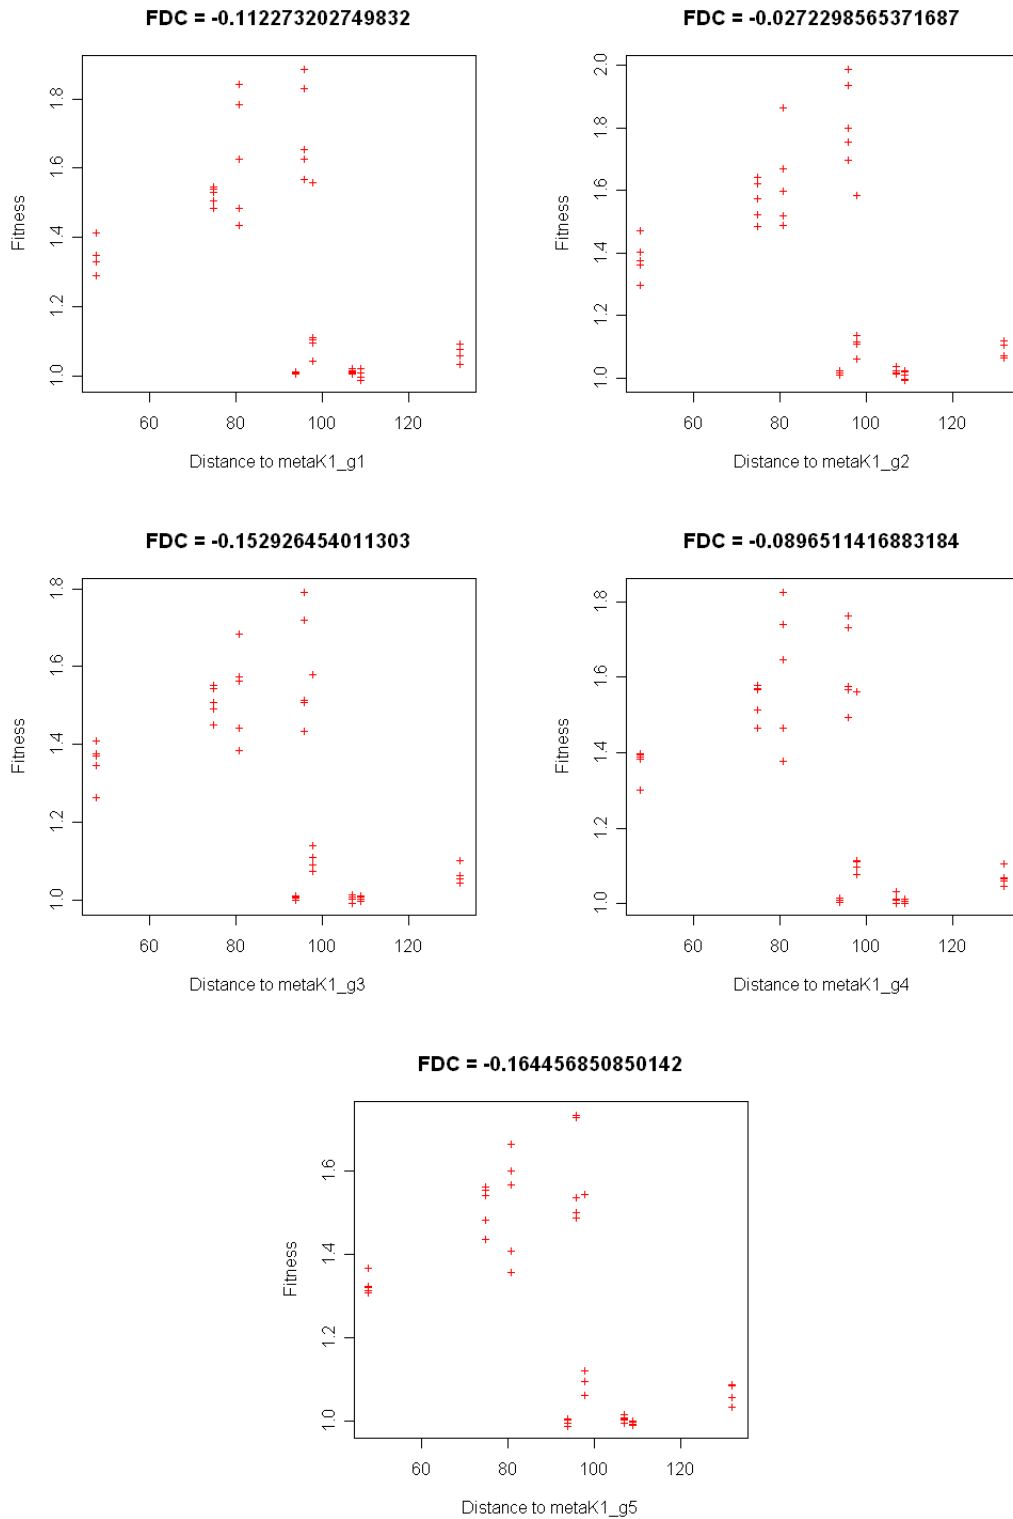 FDC = -0.112273202749832
FDC = -0.0272298565371687
Fitness
1.0 1.2 1.4 1.6 1.8
60 80 100 120
Distance to metaK1_g1
Fitness
1.0 1.2 1.4 1.6 1.8 2.0
60 80 100 120
Distance to metaK1_g2
FDC = -0.152926454011303
FDC = -0.0896511416883184
Fitness
1.0 1.2 1.4 1.6 1.8
60 80 100 120
Distance to metaK1_g3
Fitness
1.0 1.2 1.4 1.6 1.8
60 80 100 120
Distance to metaK1_g4
FDC = -0.164456850850142
Fitness
1.0 1.2 1.4 1.6
60 80 100 120
Distance to metaK1_g5